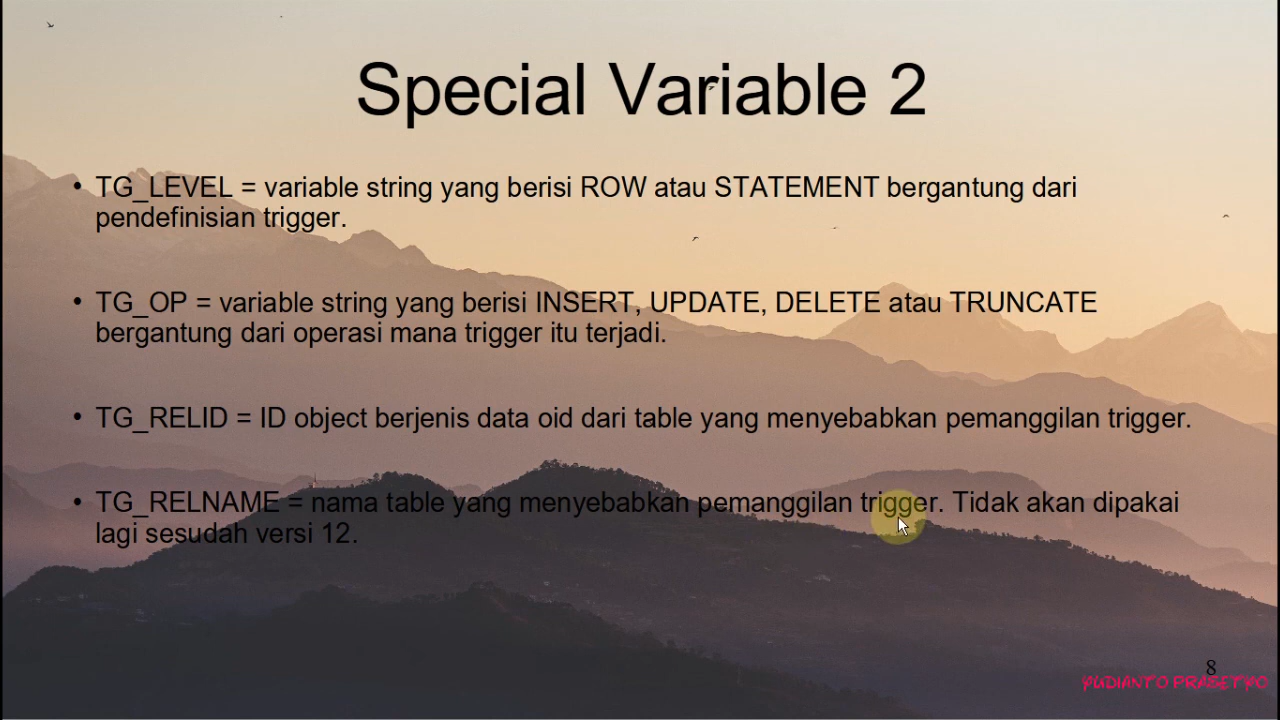 Special Variable 2
• TG_LEVEL = variable string yang berisi ROW atau STATEMENT bergantung dari
pendefinisian trigger.
• TG_OP = variable string yang berisi INSERT, UPDATE, DELETE atau TRUNCATE
bergantung dari operasi mana trigger itu terjadi.
• TG_RELID = ID object berjenis data oid dari table yang menyebabkan pemanggilan trigger.
• TG_RELNAME = nama table yang menyebabkan pemanggilan trigger. Tidak akan dipakai
lagi sesudah versi 12.
8
YUDIANTO PRASETYO